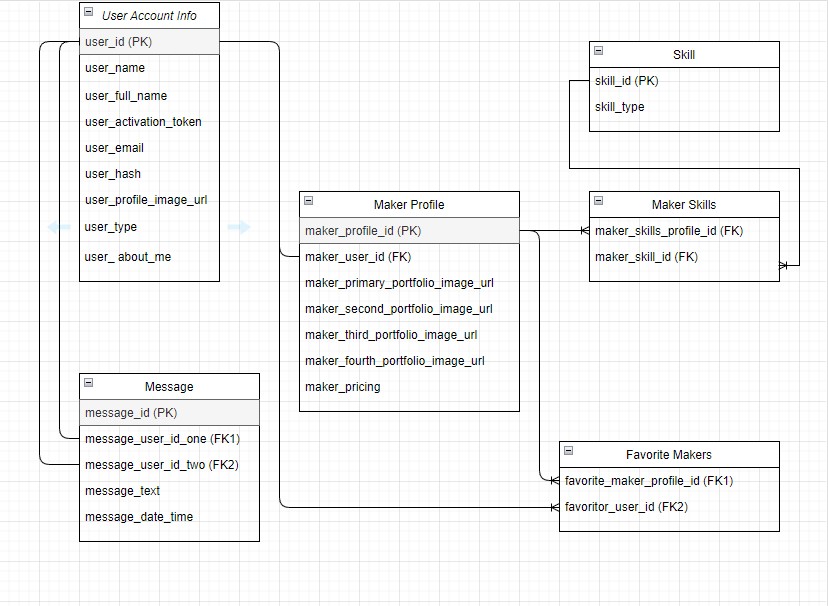 User Account Info
user_id (PK)
user_name
user_full_name
user_activation_token
user_email
user_hash
user_profile_image_url
user_type
user_ about_me
Skill
skill_id (PK)
skill_type
Maker Profile
maker_profile_id (PK)
maker_user_id (FK)
maker_primary_portfolio_image_url
maker_second_portfolio_image_url
maker_third_portfolio_image_url
maker_fourth_portfolio_image_url
maker_pricing
Maker Skills
maker_skills_profile_id (FK)
maker_skill_id (FK)
Message
message_id (PK)
message_user_id_one (FK1)
message_user_id_two (FK2)
message_text
message_date_time
Favorite Makers
favorite_maker_profile_id (FK1)
favoritor_user_id (FK2)